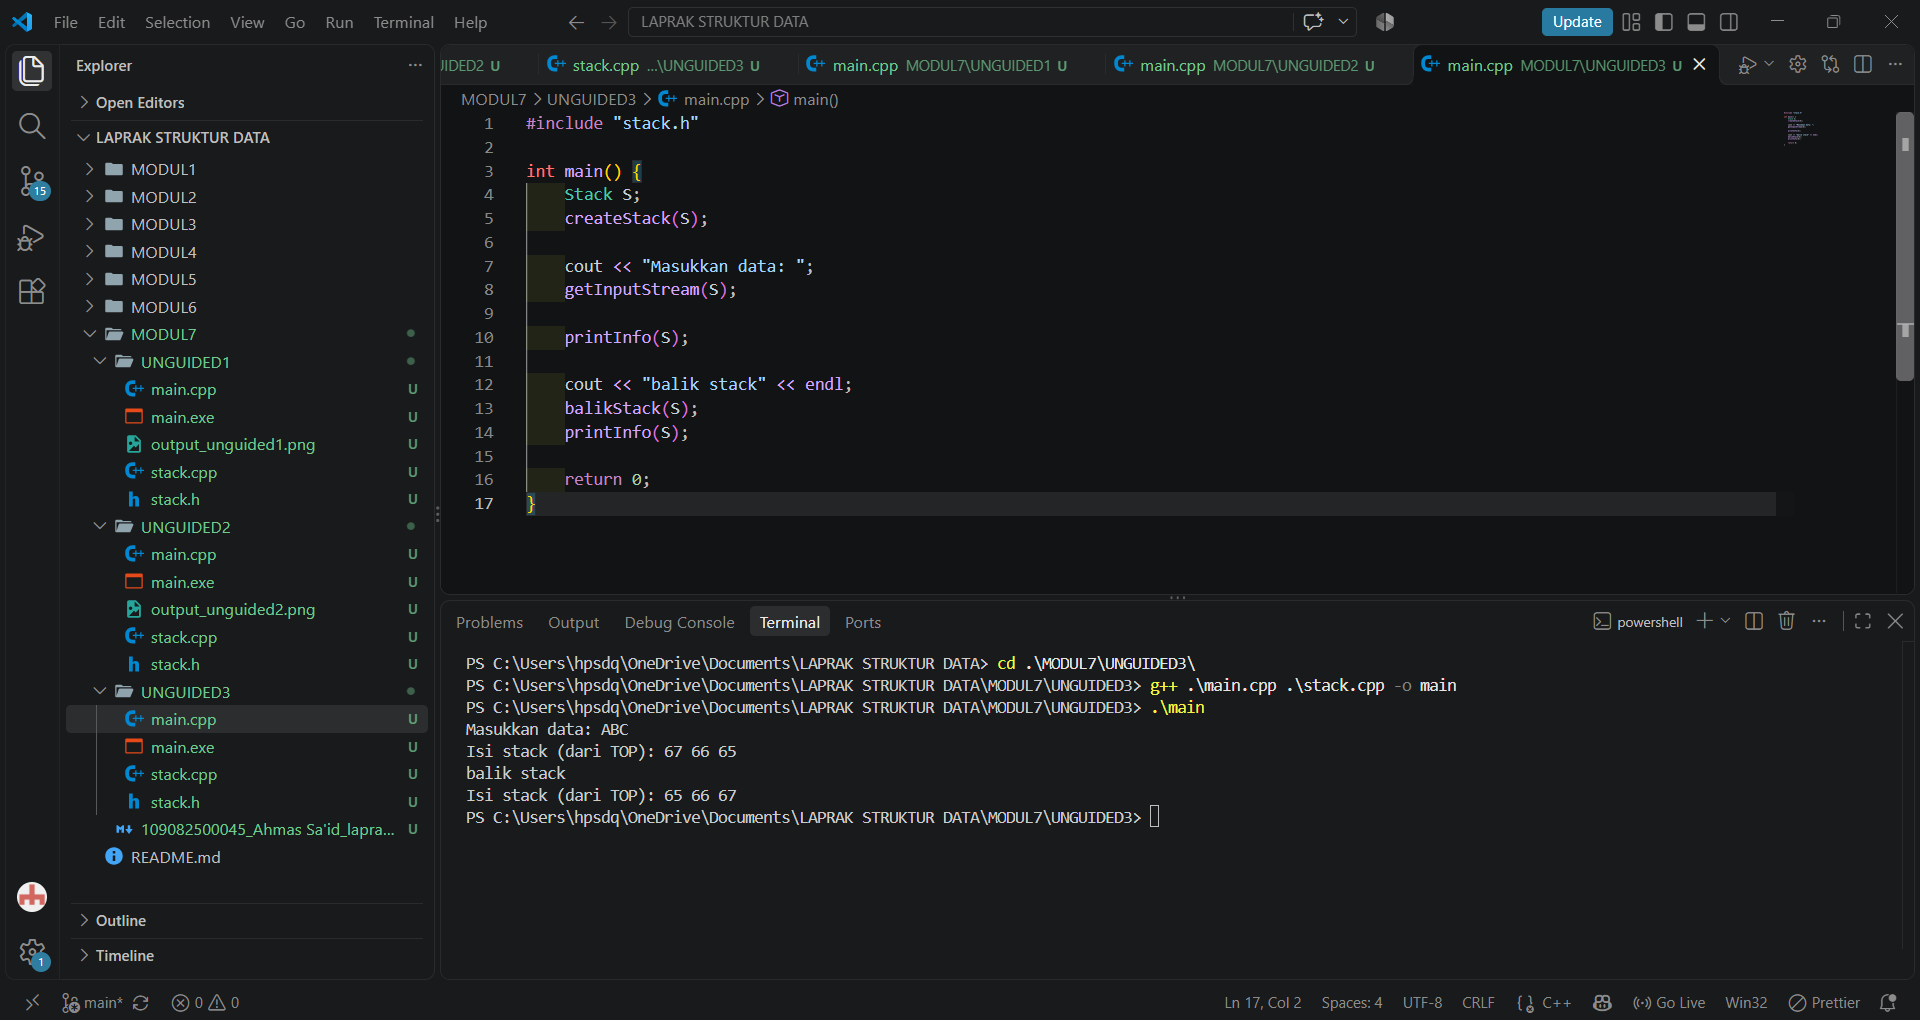 File Edit Selection View Go Run Terminal Help
LAPRAK STRUKTUR DATA
Update
Explorer
Open Editors
LAPRAK STRUKTUR DATA
MODUL1
MODUL2
MODUL3
MODUL4
MODUL5
MODUL6
MODUL7
UNGUIDED1
main.cpp U
main.exe U
output_unguided1.png U
stack.cpp U
stack.h U
UNGUIDED2
main.cpp U
main.exe U
output_unguided2.png U
stack.cpp U
stack.h U
UNGUIDED3
main.cpp U
main.exe U
stack.cpp U
stack.h U
109082500045_Ahmas Sa'id_lapra... U
README.md
Outline
Timeline
15
1
IDED2 U
stack.cpp ...\UNGUIDED3 U
main.cpp MODUL7\UNGUIDED1 U
main.cpp MODUL7\UNGUIDED2 U
main.cpp MODUL7\UNGUIDED3 U
MODUL7 > UNGUIDED3 > main.cpp > main()
1 #include "stack.h"
2
3 int main() {
4 Stack S;
5 createStack(S);
6
7 cout << "Masukkan data: ";
8 getInputStream(S);
9
10 printInfo(S);
11
12 cout << "balik stack" << endl;
13 balikStack(S);
14 printInfo(S);
15
16 return 0;
17 }
Problems Output Debug Console Terminal Ports
powershell
PS C:\Users\hpsdq\OneDrive\Documents\LAPRAK STRUKTUR DATA> cd .\MODUL7\UNGUIDED3\
PS C:\Users\hpsdq\OneDrive\Documents\LAPRAK STRUKTUR DATA\MODUL7\UNGUIDED3> g++ .\main.cpp .\stack.cpp -o main
PS C:\Users\hpsdq\OneDrive\Documents\LAPRAK STRUKTUR DATA\MODUL7\UNGUIDED3> .\main
Masukkan data: ABC
Isi stack (dari TOP): 67 66 65
balik stack
Isi stack (dari TOP): 65 66 67
PS C:\Users\hpsdq\OneDrive\Documents\LAPRAK STRUKTUR DATA\MODUL7\UNGUIDED3>
main* 0 0
Ln 17, Col 2 Spaces: 4 UTF-8 CRLF C++ Go Live Win32 Prettier